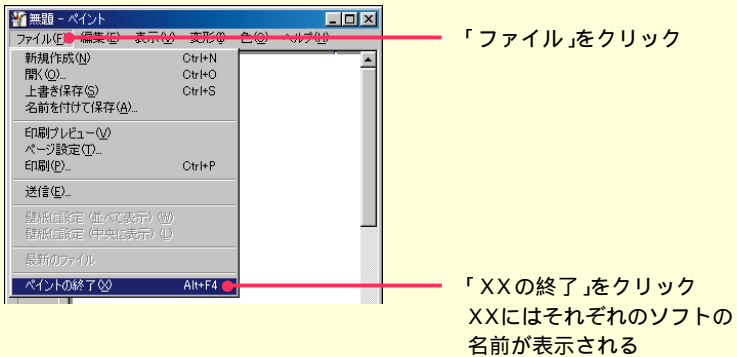 無題 - ペイント
ファイル(F) 編集(E) 表示(V) 変形(I) 色(O) ヘルプ(H)
「ファイル」をクリック
新規作成(N) Ctrl+N
開く(O)... Ctrl+O
上書き保存(S) Ctrl+S
名前を付けて保存(A)...
印刷プレビュー(V)
ページ設定(T)...
印刷(P)... Ctrl+P
送信(E)...
壁紙に設定 (並べて表示) (W)
壁紙に設定 (中央に表示) (L)
最新のファイル
ペイントの終了(X) Alt+F4
「XXの終了」をクリック
XXにはそれぞれのソフトの
名前が表示される